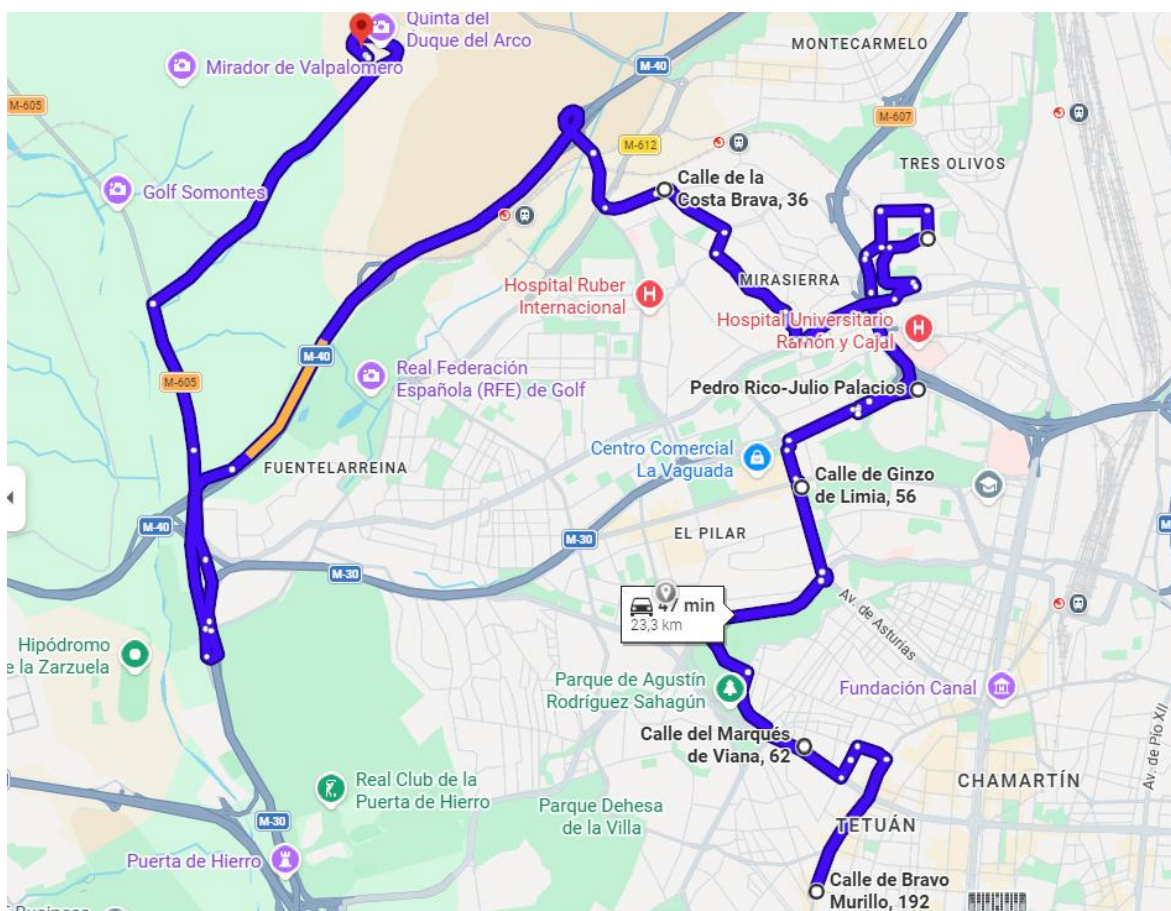 Quinta del
Duque del Arco
MONTECARMELO
Mirador de Valpalomero
M-40
M-605
M-607
M-612
TRES OLIVOS
Calle de la
Costa Brava, 36
Golf Somontes
MIRASIERRA
Hospital Ruber
Internacional
H
Hospital Universitario
Ramón y Cajal
H
M-40
Real Federación
Española (RFE) de Golf
M-605
Pedro Rico-Julio Palacios
Centro Comercial
La Vaguada
FUENTELARREINA
Calle de Ginzo
de Limia, 56
M-40
EL PILAR
M-30
M-30
47 min
23,3 km
Av. de Asturias
Hipódromo
e la Zarzuela
Parque de Agustín
Rodríguez Sahagún
Fundación Canal
Av. de Pío XII
Calle del Marqués
de Viana, 62
Real Club de la
Puerta de Hierro
CHAMARTÍN
Parque Dehesa
de la Villa
M-30
TETUÁN
Puerta de Hierro
Calle de Bravo
Murillo, 192